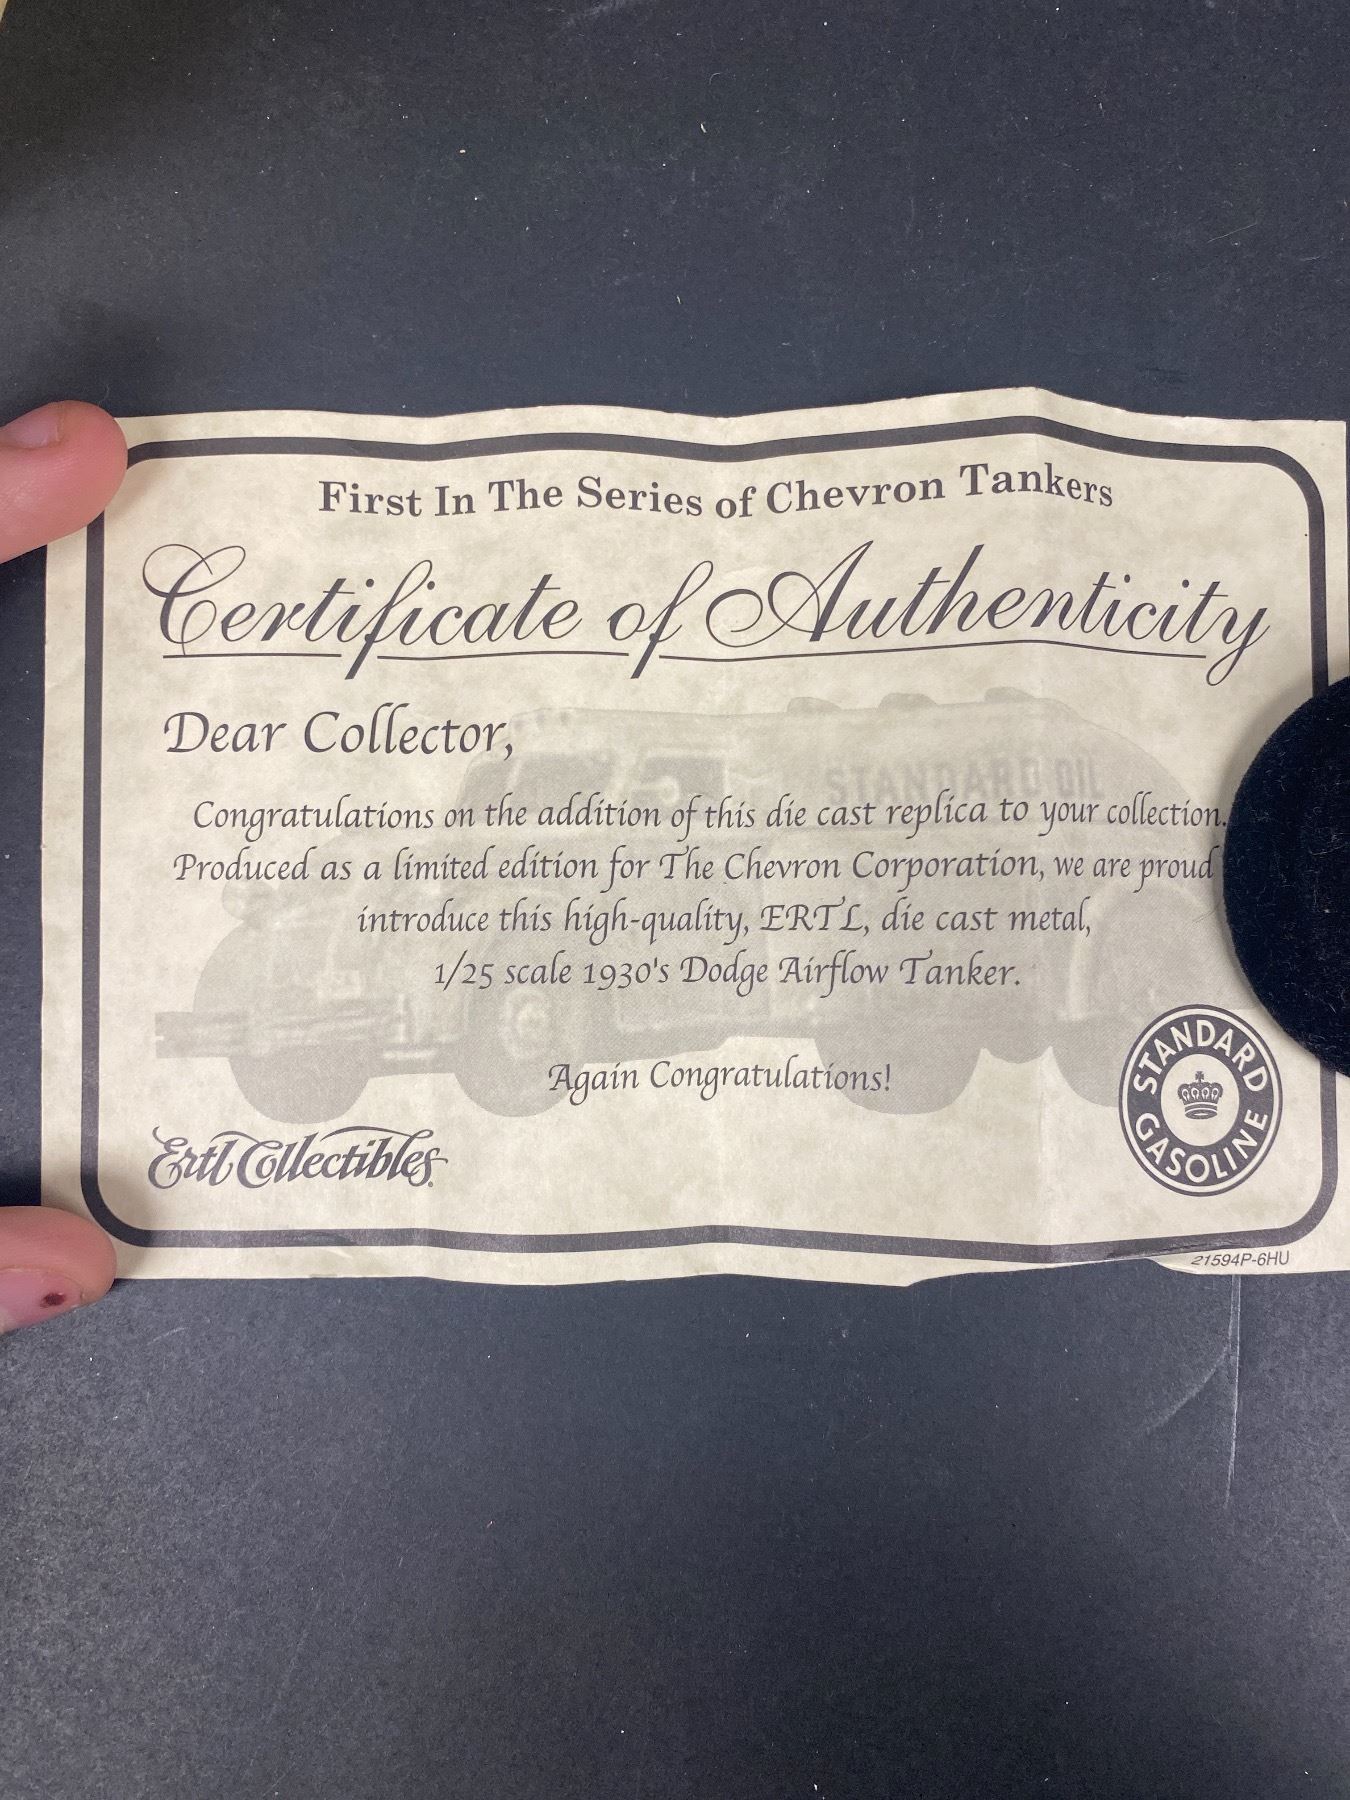 First In The Series of Chevron Tankers
Certificate of Authenticity
Dear Collector,
STANDARD OIL
Congratulations on the addition of this die cast replica to your collection.
Produced as a limited edition for The Chevron Corporation, we are proud
introduce this high-quality, ERTL, die cast metal,
1/25 scale 1930's Dodge Airflow Tanker.
Again Congratulations!
Ertl Collectibles
STANDARD GASOLINE
21594P-6HU